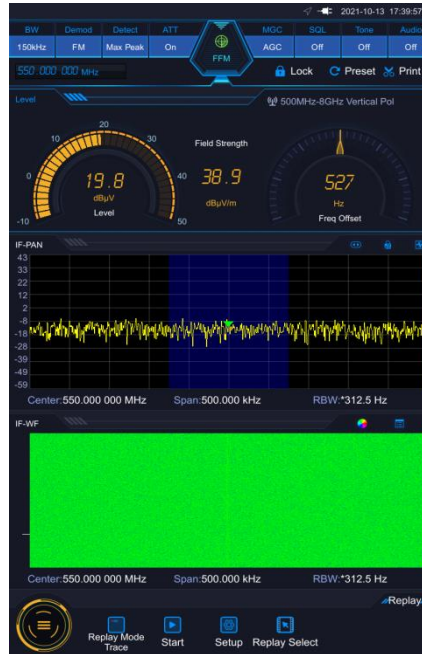 2021-10-13 17:39:57
BW Demod Detect ATT MGC SQL Tone Audio
150kHz FM Max Peak On FFM AGC Off Off Off
550.000 000 MHz Lock Preset Print
Level 500MHz-8GHz Vertical Pol
20
10 30 Field Strength
0 19.8 40 38.9 527
dBμV dBμV/m Hz
Level Freq Offset
-10 50
IF-PAN
43
33
22
12
2
-8
-18
-28
-39
-49
-59
Center:550.000 000 MHz Span:500.000 kHz RBW:*312.5 Hz
IF-WF
Center:550.000 000 MHz Span:500.000 kHz RBW:*312.5 Hz
Replay
Replay Mode Start Setup Replay Select
Trace